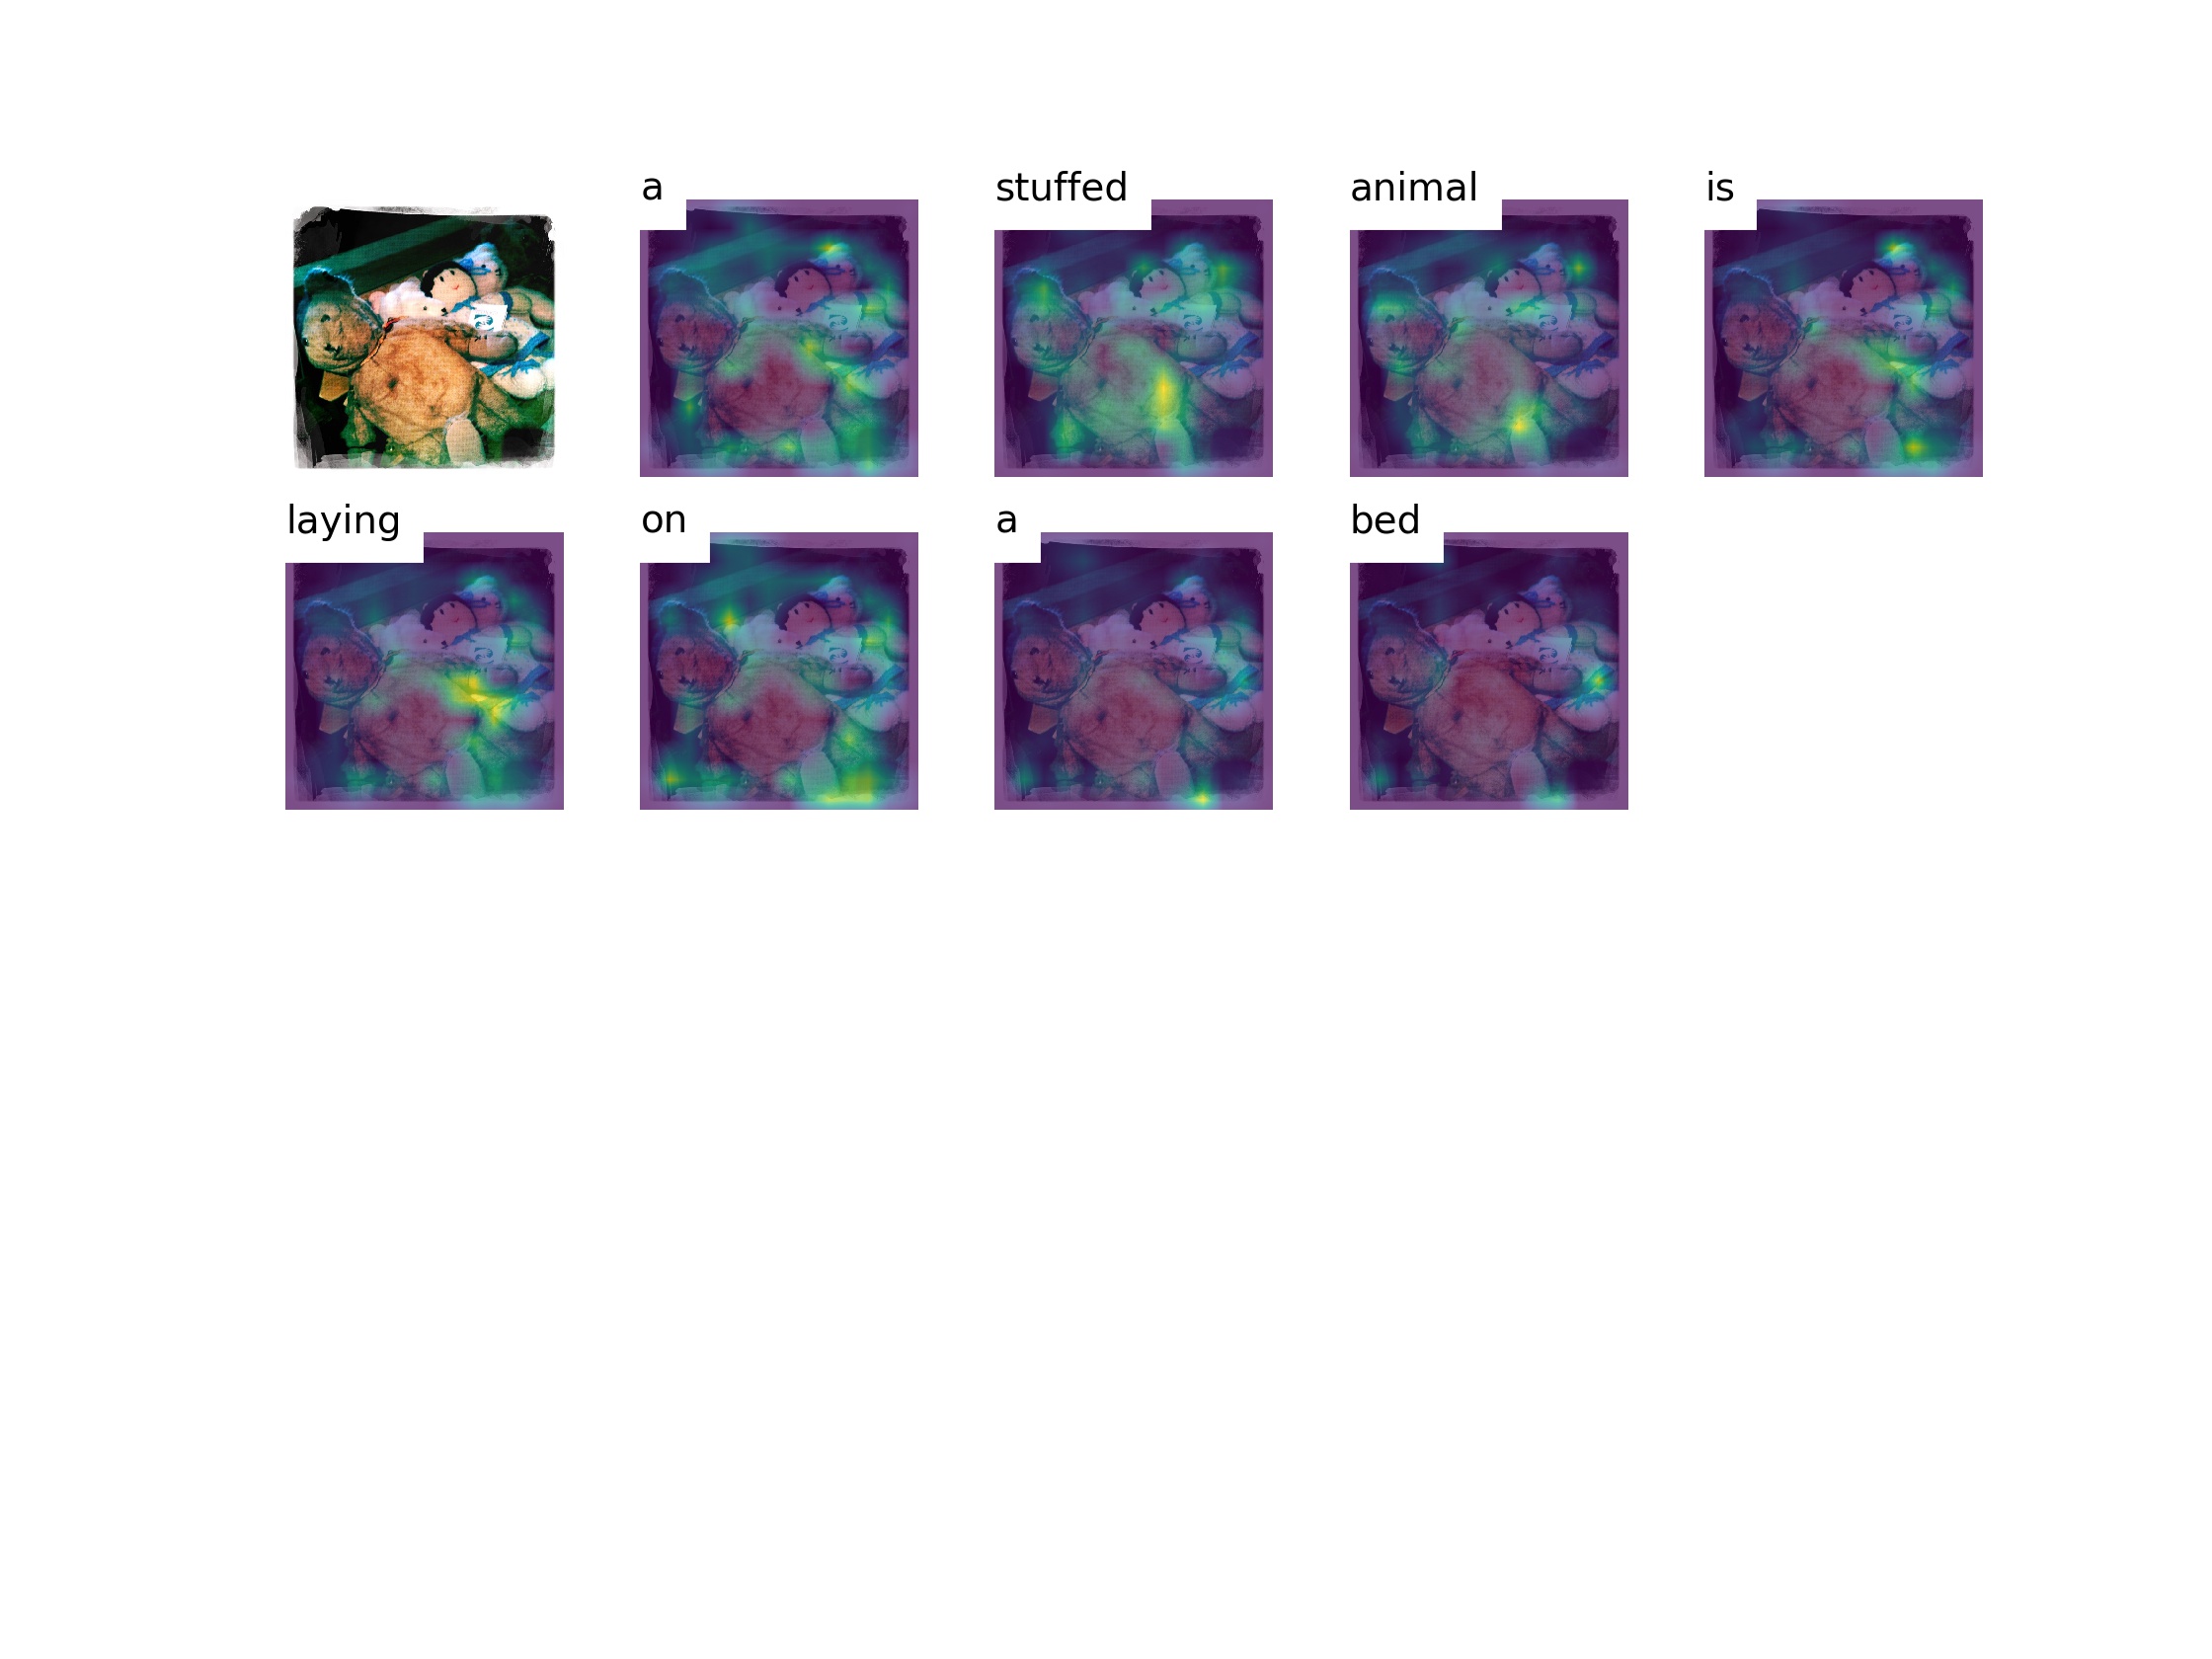 a
stuffed
animal
is
laying
on
a
bed